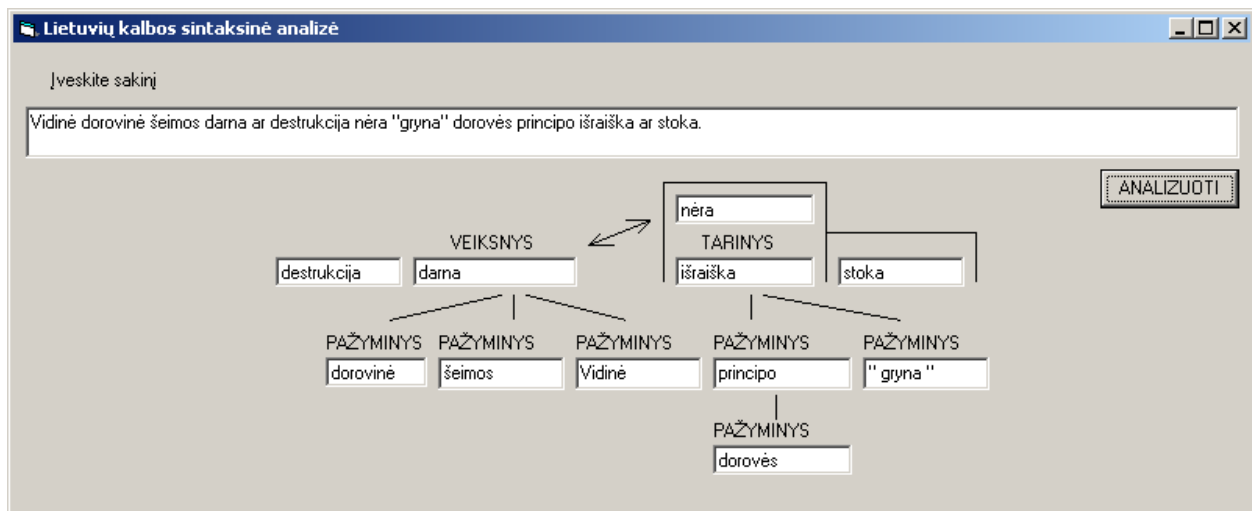 Lietuvių kalbos sintaksinė analizė
Įveskite sakinį
Vidinė dorovinė šeimos darna ar destrukcija nėra "gryna" dorovės principo išraiška ar stoka.
ANALIZUOTI
nėra
VEIKSNYS TARINYS
destrukcija darna išraiška stoka
PAŽYMINYS PAŽYMINYS PAŽYMINYS PAŽYMINYS PAŽYMINYS
dorovinė šeimos Vidinė principo " gryna "
PAŽYMINYS
dorovės